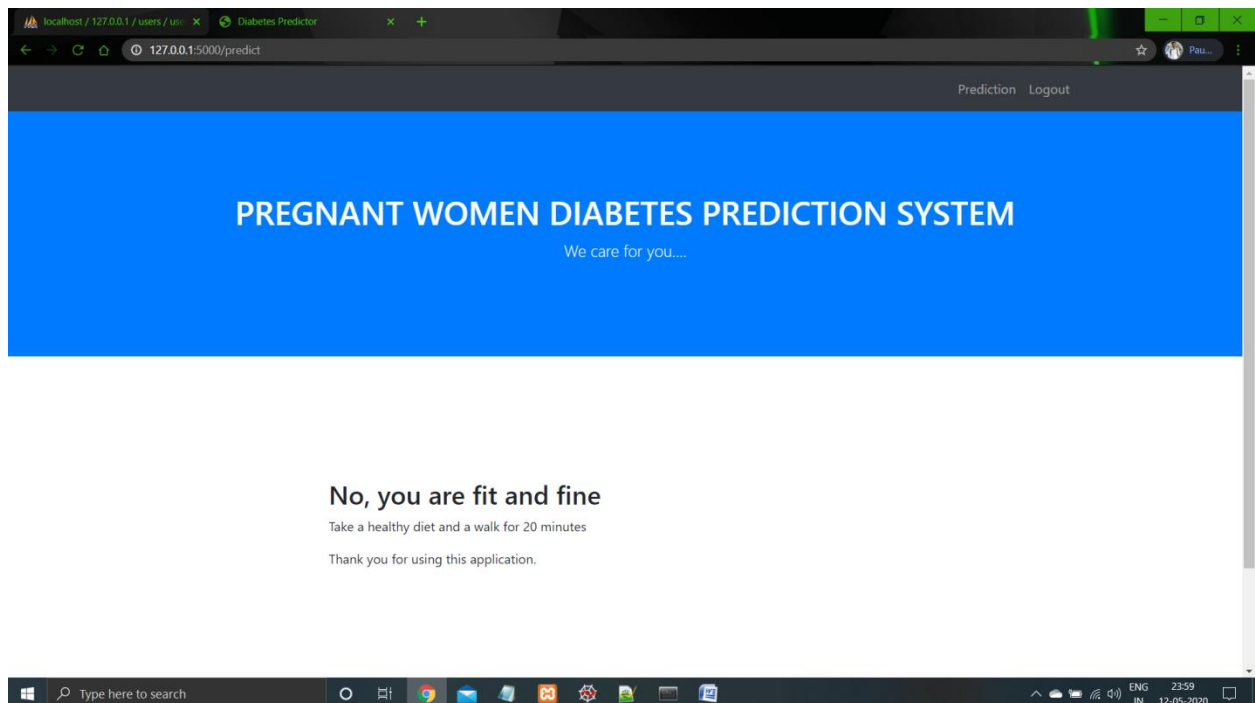 localhost / 127.0.0.1 / users / use
Diabetes Predictor
127.0.0.1:5000/predict
Pau...
Prediction Logout
PREGNANT WOMEN DIABETES PREDICTION SYSTEM
We care for you....
No, you are fit and fine
Take a healthy diet and a walk for 20 minutes
Thank you for using this application.
Type here to search
ENG
IN
23:59
12-05-2020